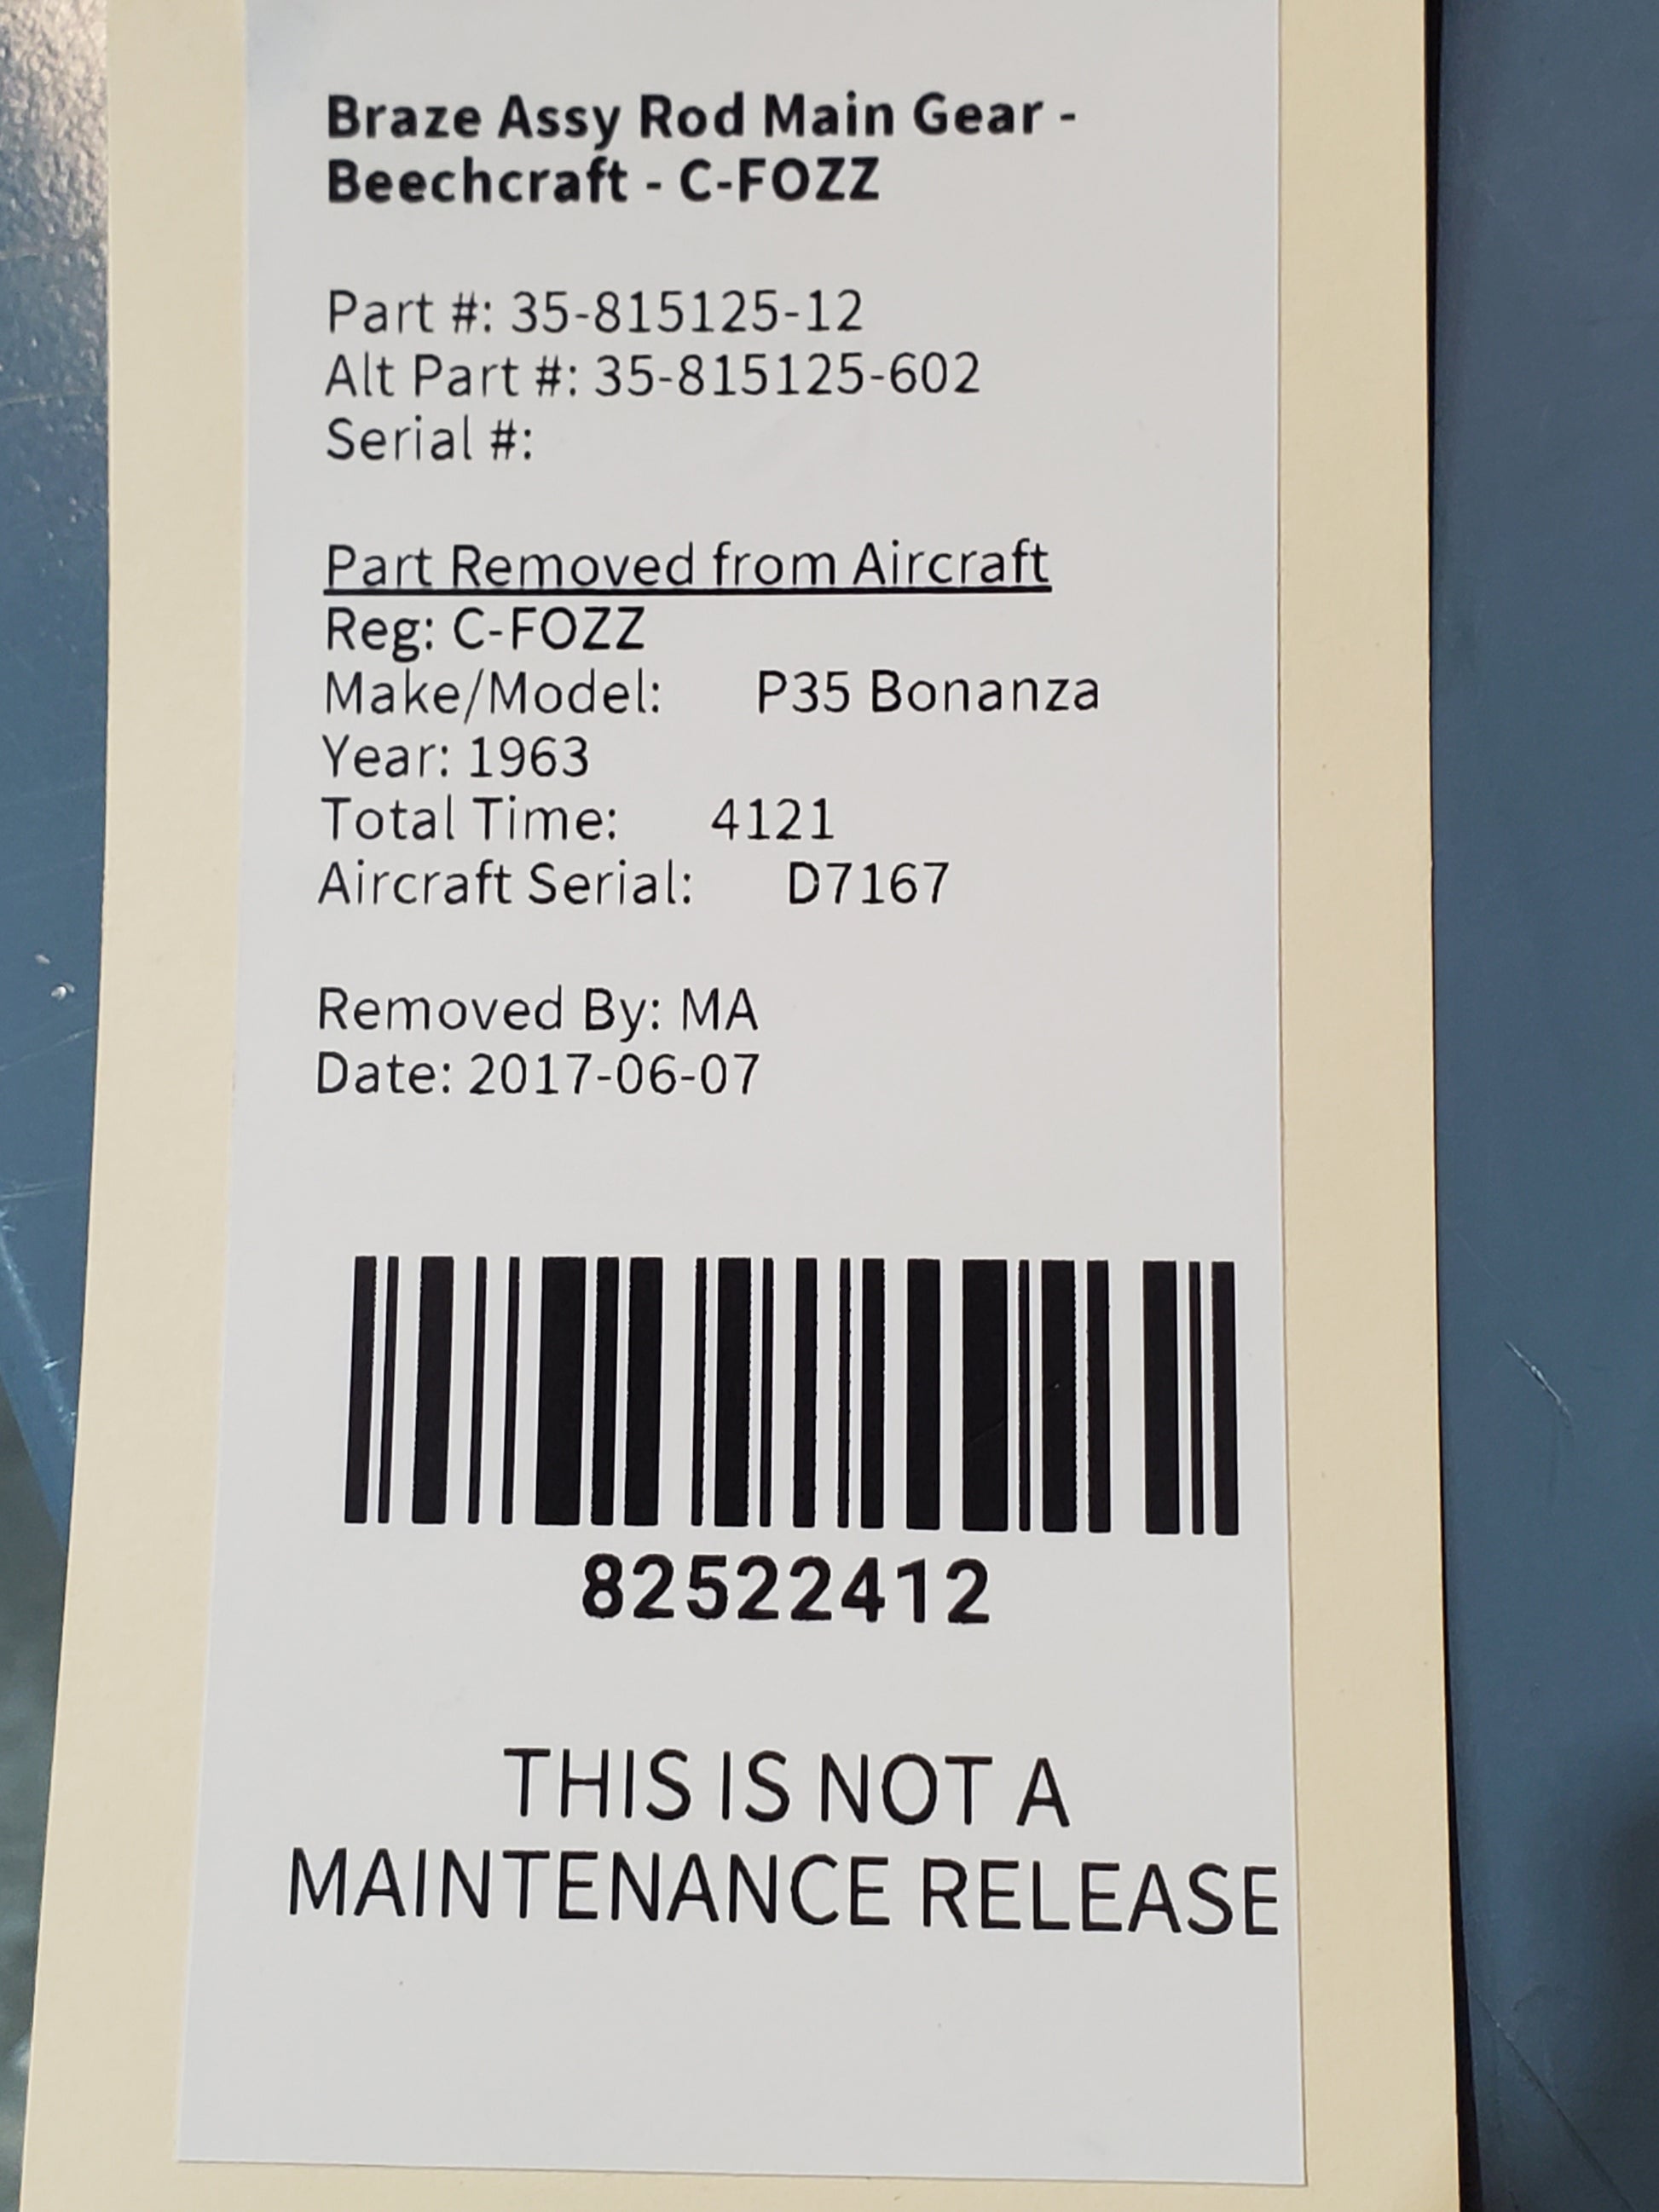 Braze Assy Rod Main Gear -
Beechcraft - C-FOZZ
Part #: 35-815125-12
Alt Part #: 35-815125-602
Serial #:
Part Removed from Aircraft
Reg: C-FOZZ
Make/Model: P35 Bonanza
Year: 1963
Total Time: 4121
Aircraft Serial: D7167
Removed By: MA
Date: 2017-06-07
82522412
THIS IS NOT A
MAINTENANCE RELEASE